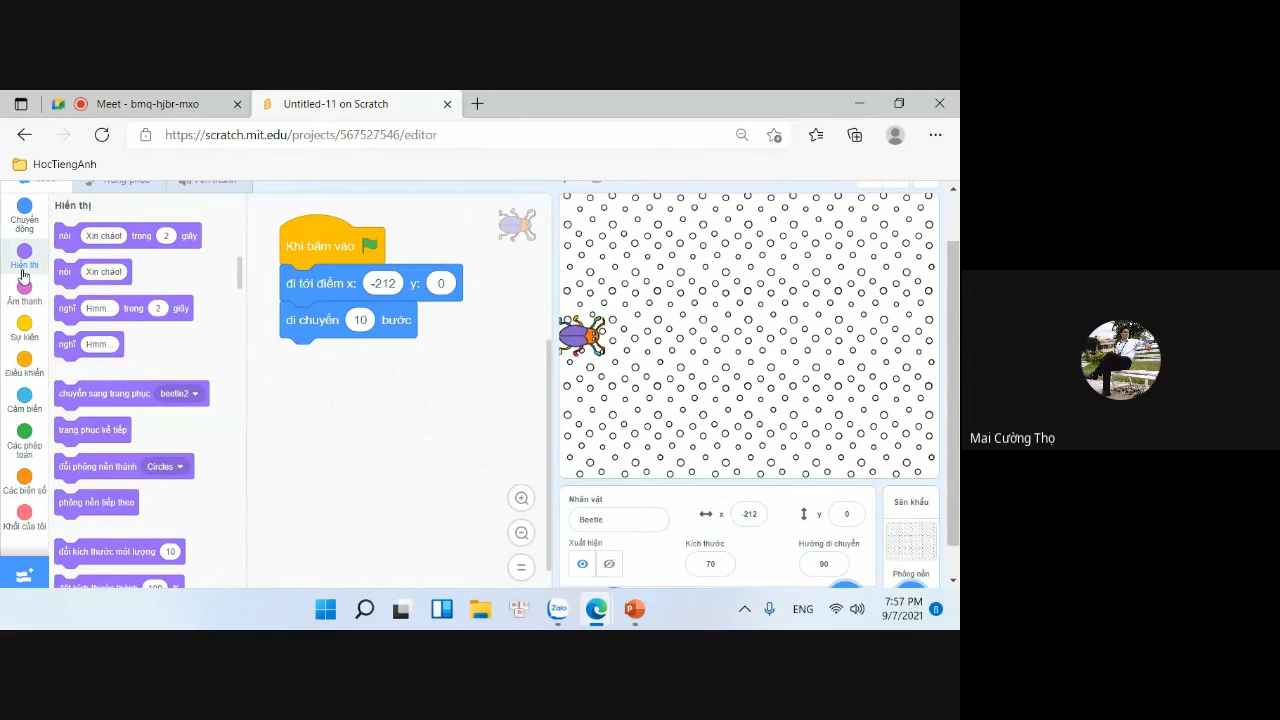 Meet - bmq-hjbr-mxo
Untitled-11 on Scratch
https://scratch.mit.edu/projects/567527546/editor
HocTiengAnh
Chuyển động
Hiển thị
Âm thanh
Sự kiện
Điều khiển
Cảm biến
Các phép toán
Các biến số
Khối của tôi
Hiển thị
nói Xin chào! trong 2 giây
nói Xin chào!
nghĩ Hmm... trong 2 giây
nghĩ Hmm...
chuyển sang trang phục beetle2
trang phục kế tiếp
đổi phông nền thành Circles
phông nền tiếp theo
đổi kích thước một lượng 10
Khi bấm vào
đi tới điểm x: -212 y: 0
di chuyển 10 bước
Nhân vật
Beetle
x -212
y 0
Xuất hiện
Kích thước
70
Hướng di chuyển
90
Sân khấu
Phông nền
Zalo
ENG
7:57 PM
9/7/2021
8
Mai Cường Thọ